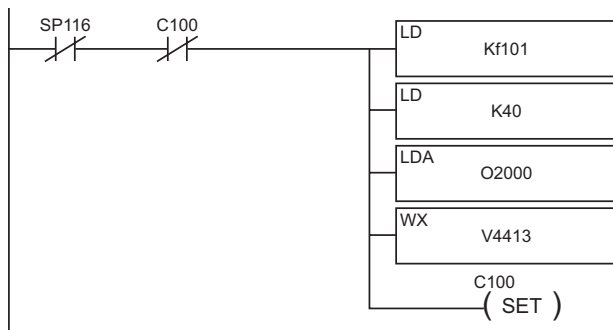 SP116 C100
LD
Kf101
LD
K40
LDA
O2000
WX
V4413
C100
( SET )